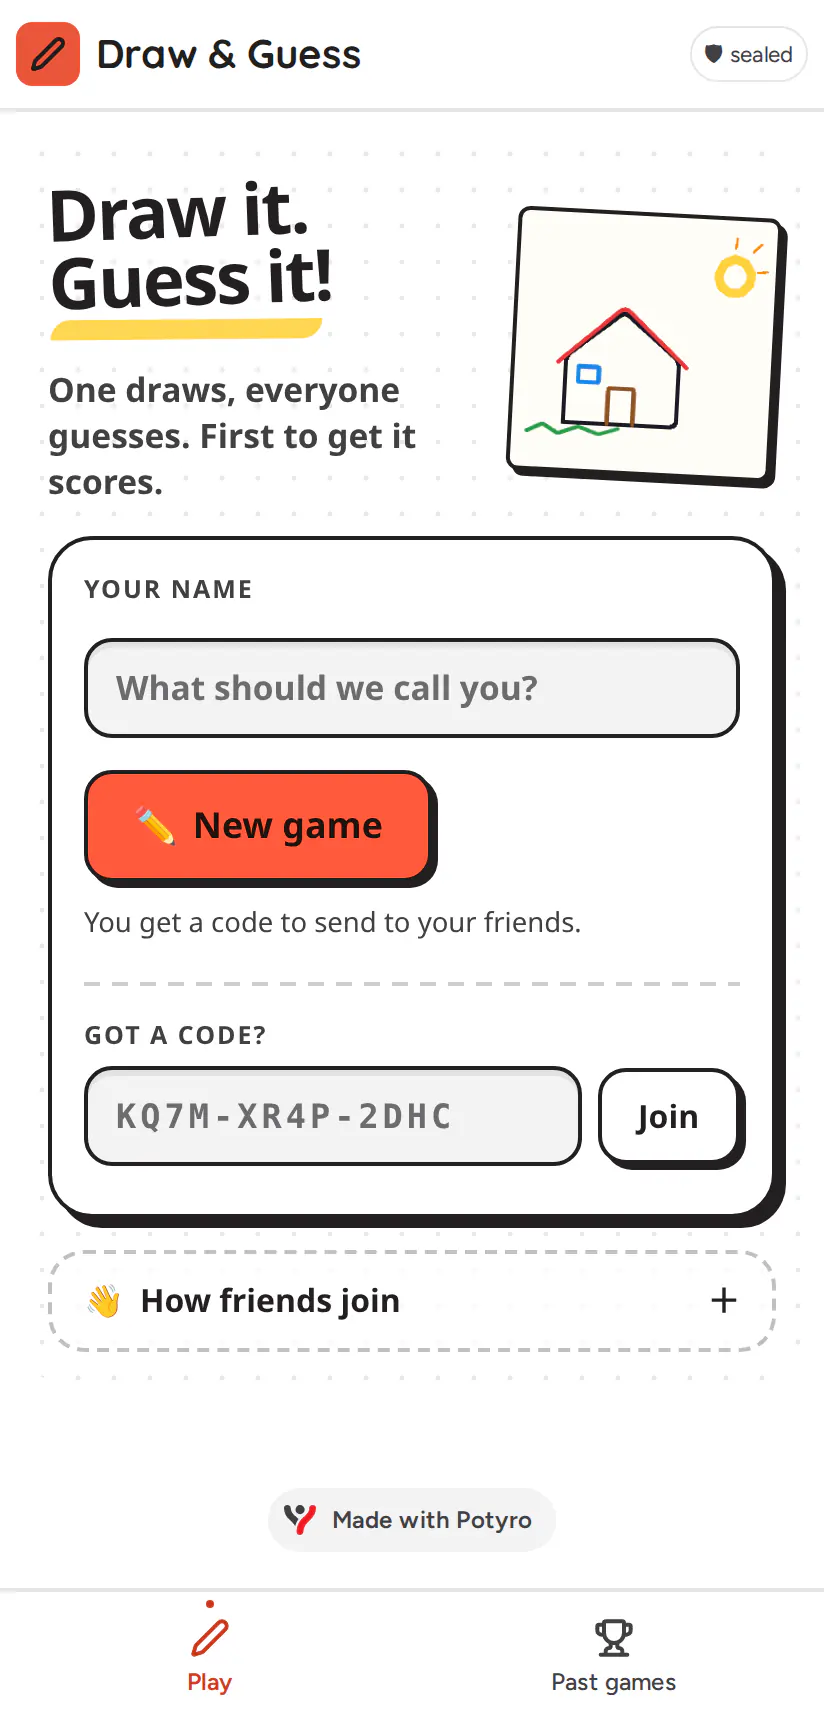 Draw & Guess
sealed
Draw it.
Guess it!
One draws, everyone
guesses. First to get it
scores.
YOUR NAME
What should we call you?
New game
You get a code to send to your friends.
GOT A CODE?
KQ7M-XR4P-2DHC
Join
How friends join
Made with Potyro
Play
Past games